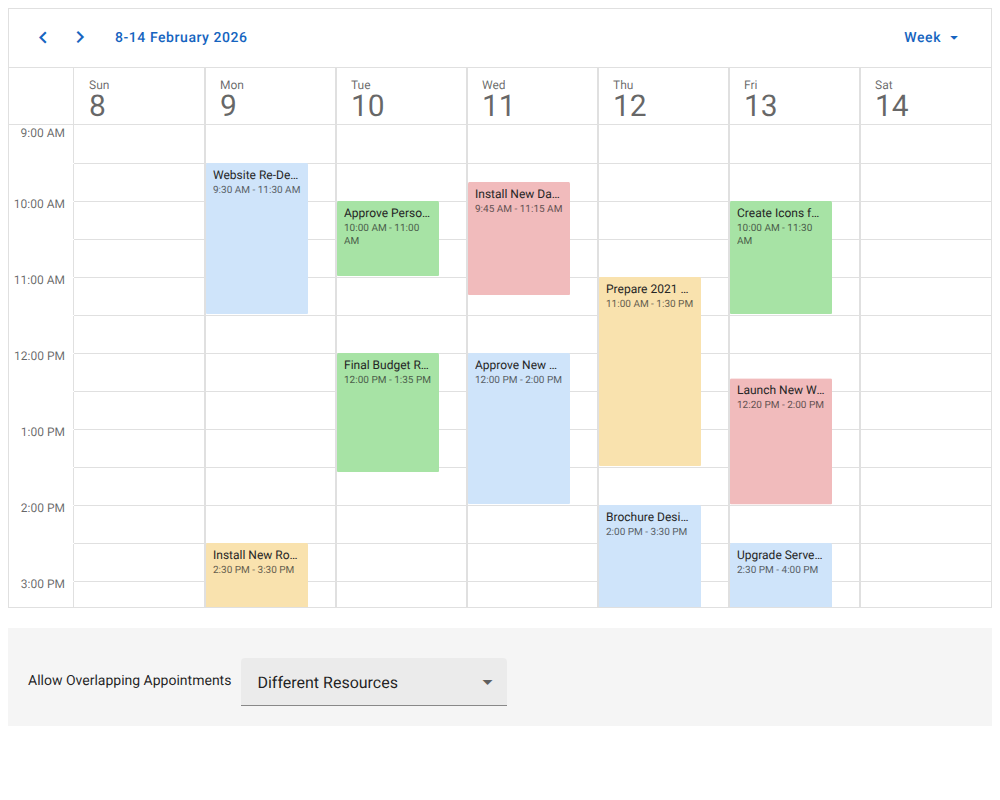 8-14 February 2026
Week
Sun
8
Mon
9
Tue
10
Wed
11
Thu
12
Fri
13
Sat
14
9:00 AM
10:00 AM
11:00 AM
12:00 PM
1:00 PM
2:00 PM
3:00 PM
Website Re-De...
9:30 AM - 11:30 AM
Install New Ro...
2:30 PM - 3:30 PM
Approve Perso...
10:00 AM - 11:00
AM
Final Budget R...
12:00 PM - 1:35 PM
Install New Da...
9:45 AM - 11:15 AM
Approve New ...
12:00 PM - 2:00 PM
Prepare 2021 ...
11:00 AM - 1:30 PM
Brochure Desi...
2:00 PM - 3:30 PM
Create Icons f...
10:00 AM - 11:30
AM
Launch New W...
12:20 PM - 2:00 PM
Upgrade Serve...
2:30 PM - 4:00 PM
Allow Overlapping Appointments
Different Resources